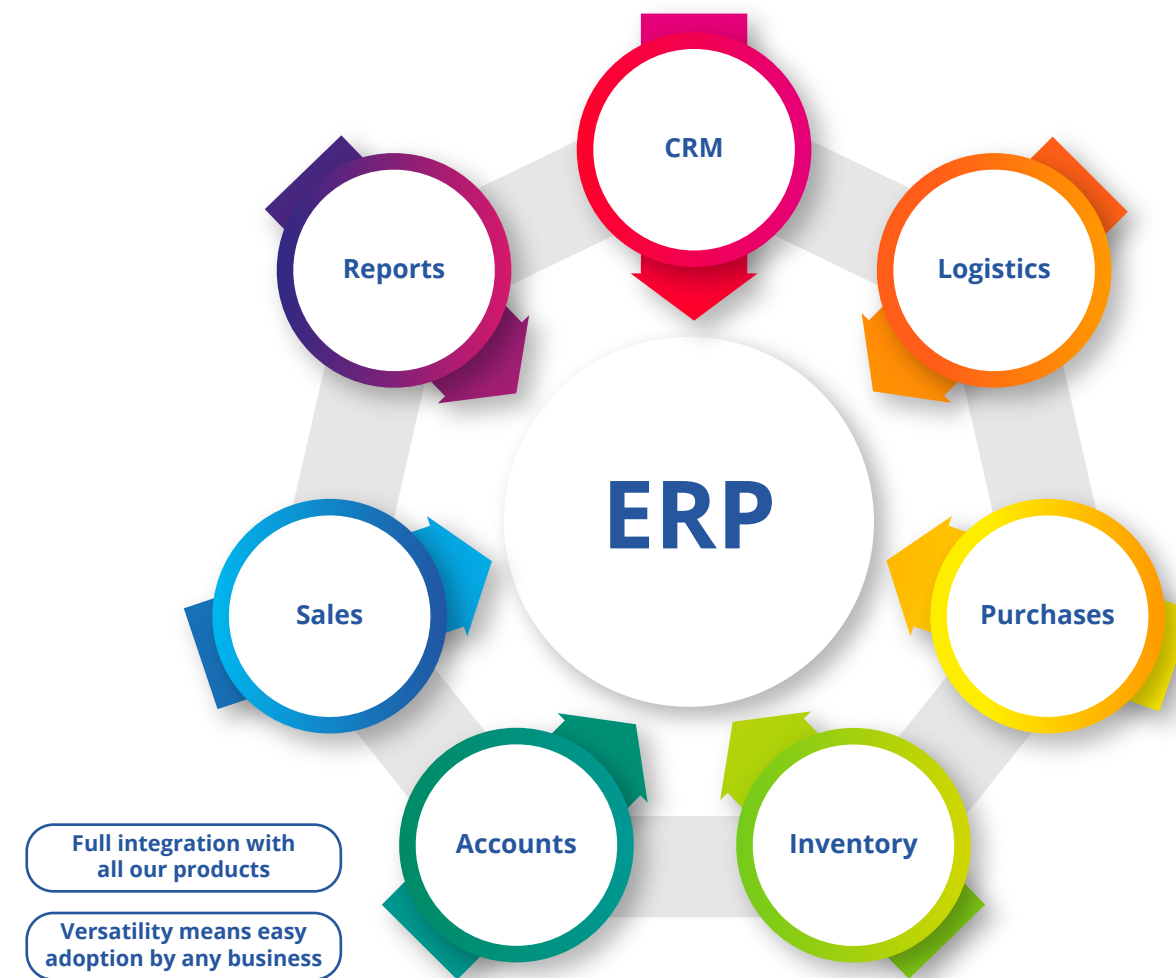 CRM
Reports
Logistics
ERP
Sales
Purchases
Accounts
Inventory
Full integration with
all our products
Versatility means easy
adoption by any business